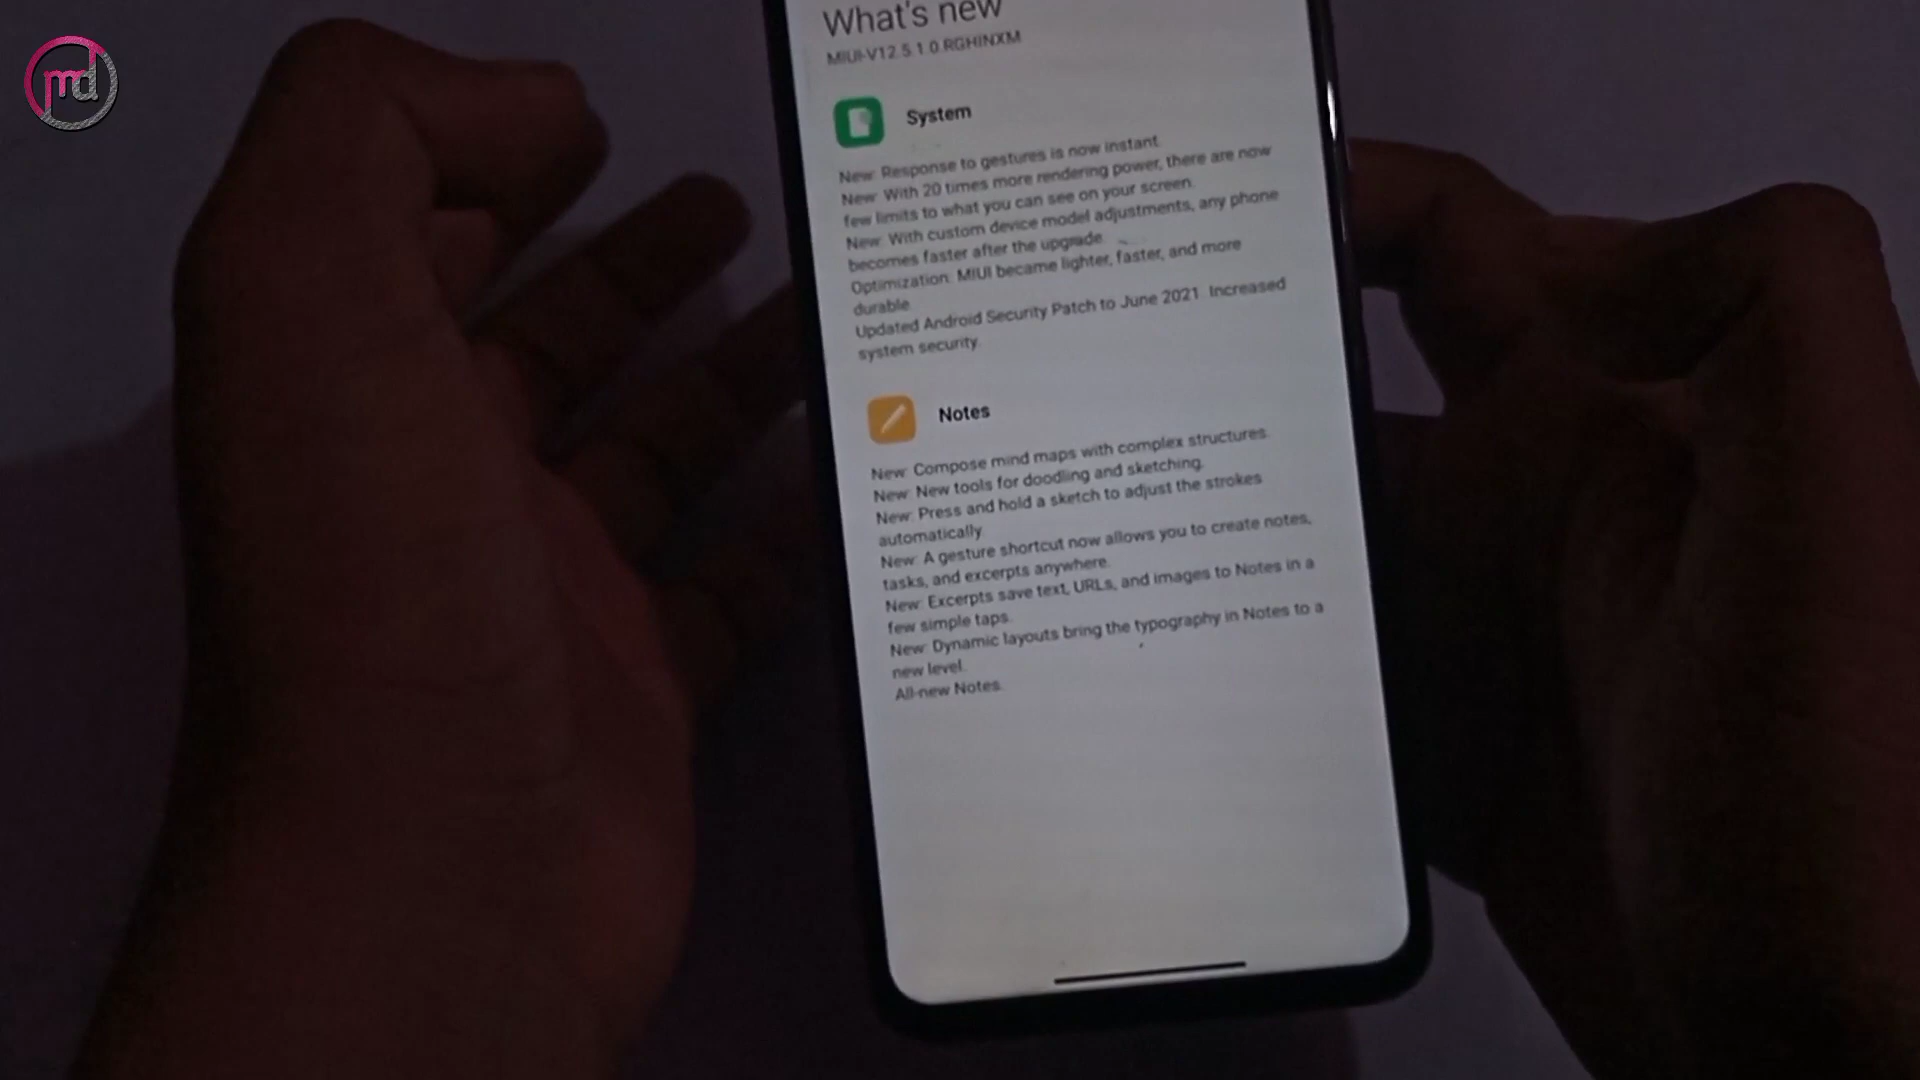 md
What's new
MIUI-V12.5.1.0.RGHINXM
System
New: Response to gestures is now instant.
New: With 20 times more rendering power, there are now
few limits to what you can see on your screen.
New: With custom device model adjustments, any phone
becomes faster after the upgrade.
Optimization: MIUI became lighter, faster, and more
durable.
Updated Android Security Patch to June 2021. Increased
system security.
Notes
New: Compose mind maps with complex structures.
New: New tools for doodling and sketching.
New: Press and hold a sketch to adjust the strokes
automatically.
New: A gesture shortcut now allows you to create notes,
tasks, and excerpts anywhere.
New: Excerpts save text, URLs, and images to Notes in a
few simple taps.
New: Dynamic layouts bring the typography in Notes to a
new level.
All-new Notes.